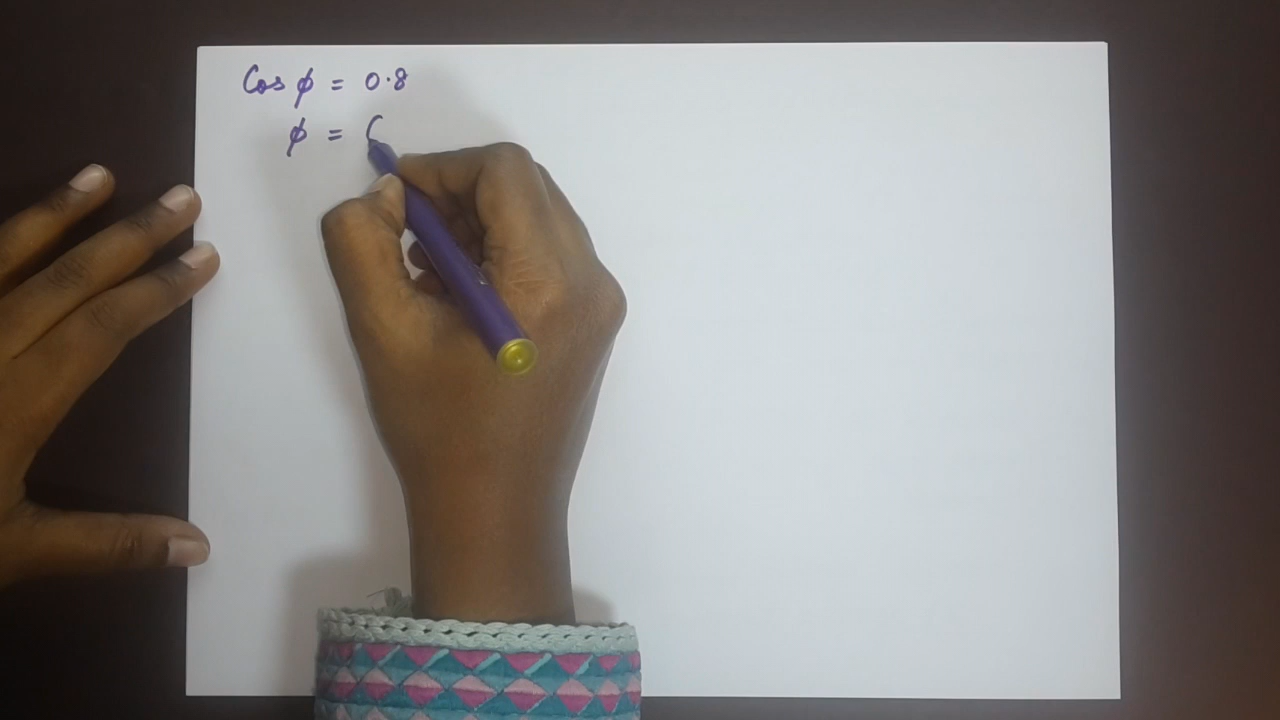 Cos ϕ = 0.8
ϕ = C